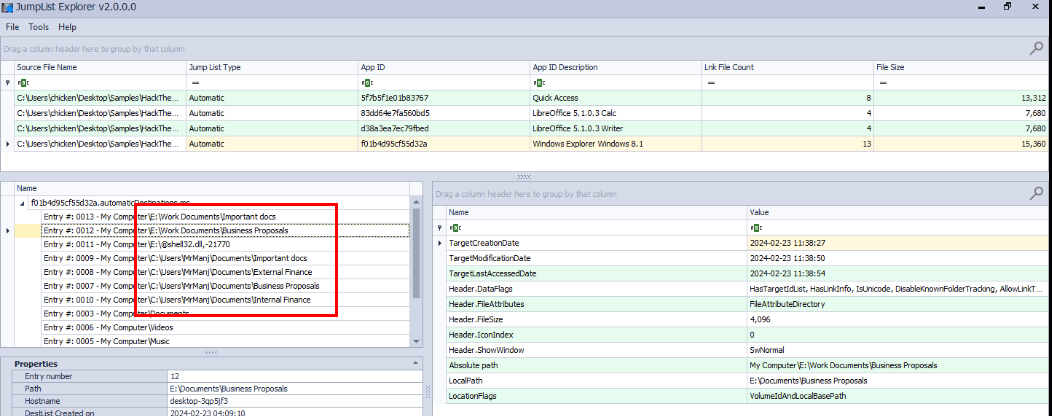 JumpList Explorer v2.0.0.0
File Tools Help
Drag a column header here to group by that column
Source File Name Jump List Type App ID App ID Description Lnk File Count File Size
C:\Users\chicken\Desktop\Samples\HackThe... Automatic 5f7b5f1e01b83767 Quick Access 8 13,312
C:\Users\chicken\Desktop\Samples\HackThe... Automatic 83dd64e7fa560bd5 LibreOffice 5.1.0.3 Calc 4 7,680
C:\Users\chicken\Desktop\Samples\HackThe... Automatic d38a3ea7ec79fbed LibreOffice 5.1.0.3 Writer 4 7,680
C:\Users\chicken\Desktop\Samples\HackThe... Automatic f01b4d95cf55d32a Windows Explorer Windows 8.1 13 15,360
Name
f01b4d95cf55d32a.automaticDestinations-ms
Entry #: 0013 - My Computer\E:\Work Documents\Important docs
Entry #: 0012 - My Computer\E:\Work Documents\Business Proposals
Entry #: 0011 - My Computer\E:\@shell32.dll,-21770
Entry #: 0009 - My Computer\C:\Users\MrManj\Documents\Important docs
Entry #: 0008 - My Computer\C:\Users\MrManj\Documents\External Finance
Entry #: 0007 - My Computer\C:\Users\MrManj\Documents\Business Proposals
Entry #: 0010 - My Computer\C:\Users\MrManj\Documents\Internal Finance
Entry #: 0003 - My Computer\Documents
Entry #: 0006 - My Computer\Videos
Entry #: 0005 - My Computer\Music
Properties
Entry number 12
Path E:\Documents\Business Proposals
Hostname desktop-3qp5jf3
DestList Created on 2024-02-23 04:09:10
Drag a column header here to group by that column
Name Value
TargetCreationDate 2024-02-23 11:38:27
TargetModificationDate 2024-02-23 11:38:50
TargetLastAccessedDate 2024-02-23 11:38:54
Header.DataFlags HasTargetIdList, HasLinkInfo, IsUnicode, DisableKnownFolderTracking, AllowLinkT...
Header.FileAttributes FileAttributeDirectory
Header.FileSize 4,096
Header.IconIndex 0
Header.ShowWindow SwNormal
Absolute path My Computer\E:\Work Documents\Business Proposals
LocalPath E:\Documents\Business Proposals
LocationFlags VolumeIdAndLocalBasePath